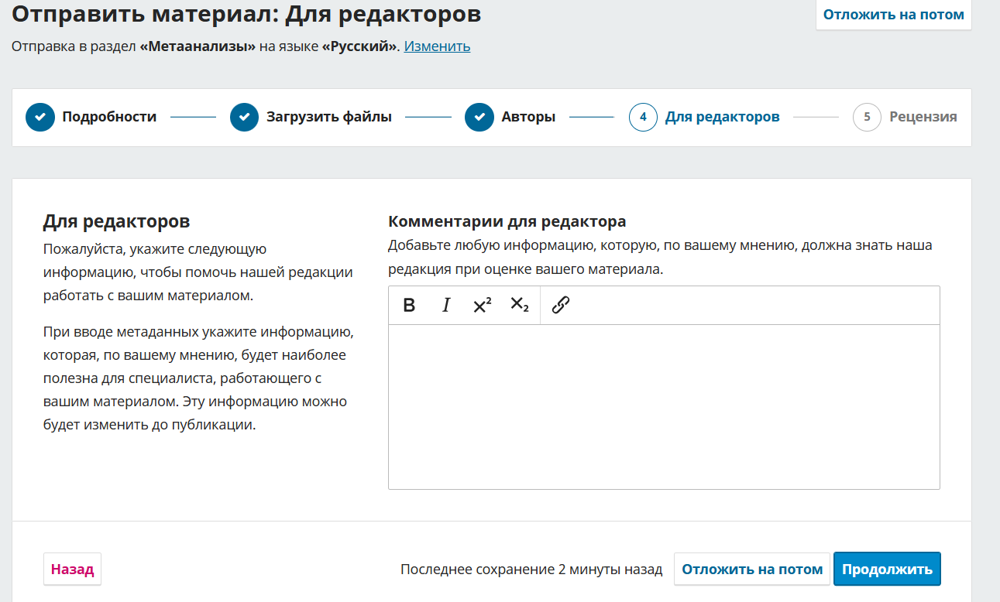 Отправить материал: Для редакторов
Отложить на потом
Отправка в раздел «Метаанализы» на языке «Русский». Изменить
Подробности
Загрузить файлы
Авторы
4 Для редакторов
5 Рецензия
Для редакторов
Пожалуйста, укажите следующую
информацию, чтобы помочь нашей редакции
работать с вашим материалом.
При вводе метаданных укажите информацию,
которая, по вашему мнению, будет наиболее
полезна для специалиста, работающего с
вашим материалом. Эту информацию можно
будет изменить до публикации.
Комментарии для редактора
Добавьте любую информацию, которую, по вашему мнению, должна знать наша
редакция при оценке вашего материала.
B I X² X₂
Назад
Последнее сохранение 2 минуты назад
Отложить на потом
Продолжить